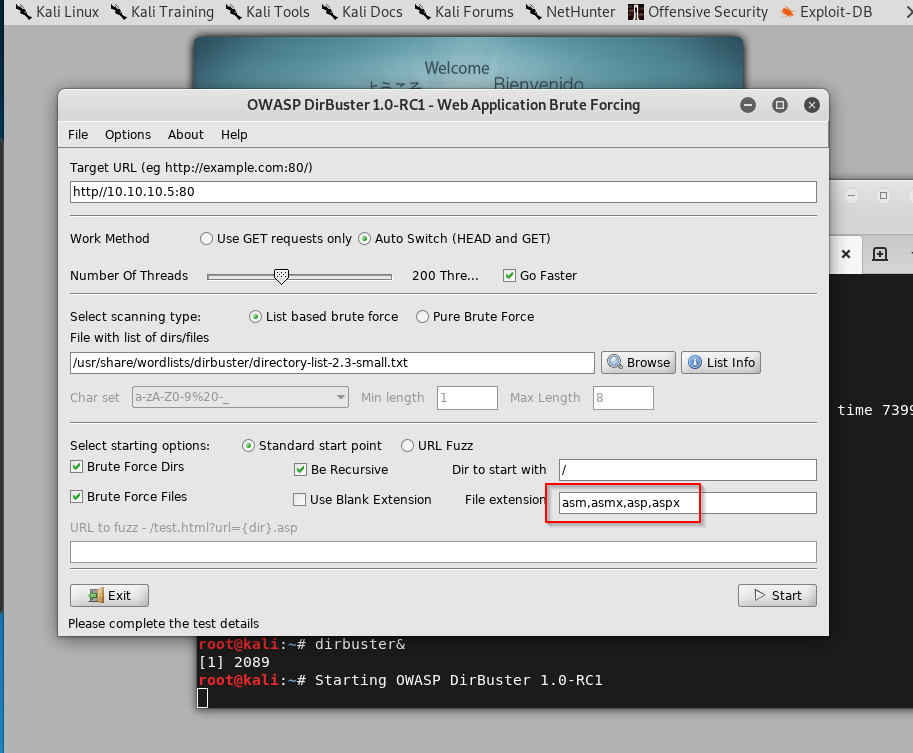 Kali Linux Kali Training Kali Tools Kali Docs Kali Forums NetHunter Offensive Security Exploit-DB
Welcome
ようこそ Bienvenido
OWASP DirBuster 1.0-RC1 - Web Application Brute Forcing
File Options About Help
Target URL (eg http://example.com:80/)
http//10.10.10.5:80
Work Method Use GET requests only Auto Switch (HEAD and GET)
Number Of Threads 200 Thre... Go Faster
Select scanning type: List based brute force Pure Brute Force
File with list of dirs/files
/usr/share/wordlists/dirbuster/directory-list-2.3-small.txt Browse List Info
Char set a-zA-Z0-9%20-_ Min length 1 Max Length 8
time 7399
Select starting options: Standard start point URL Fuzz
Brute Force Dirs Be Recursive Dir to start with /
Brute Force Files Use Blank Extension File extension asm,asmx,asp,aspx
URL to fuzz - /test.html?url={dir}.asp
Exit Start
Please complete the test details
root@kali:~# dirbuster&
[1] 2089
root@kali:~# Starting OWASP DirBuster 1.0-RC1